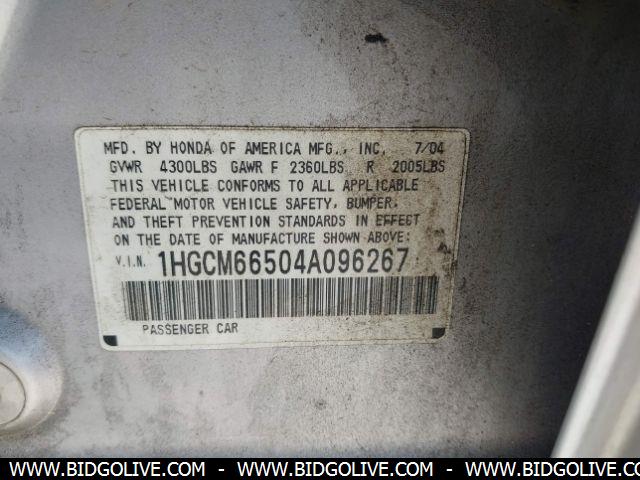 MFD. BY HONDA OF AMERICA MFG., INC. 7/04
GVWR 4300LBS GAWR F 2360LBS R 2005LBS
THIS VEHICLE CONFORMS TO ALL APPLICABLE
FEDERAL MOTOR VEHICLE SAFETY, BUMPER,
AND THEFT PREVENTION STANDARDS IN EFFECT
ON THE DATE OF MANUFACTURE SHOWN ABOVE:
V.I.N. 1HGCM66504A096267
PASSENGER CAR
WWW.BIDGOLIVE.COM - WWW.BIDGOLIVE.COM - WWW.BIDGOLIVE.COM